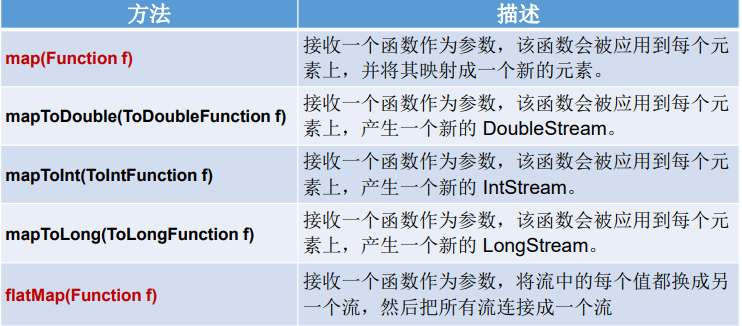 方法 描述
map(Function f)
接收一个函数作为参数，该函数会被应用到每个元
素上，并将其映射成一个新的元素。
mapToDouble(ToDoubleFunction f)
接收一个函数作为参数，该函数会被应用到每个元
素上，产生一个新的 DoubleStream。
mapToInt(ToIntFunction f)
接收一个函数作为参数，该函数会被应用到每个元
素上，产生一个新的 IntStream。
mapToLong(ToLongFunction f)
接收一个函数作为参数，该函数会被应用到每个元
素上，产生一个新的 LongStream。
flatMap(Function f)
接收一个函数作为参数，将流中的每个值都换成另
一个流，然后把所有流连接成一个流